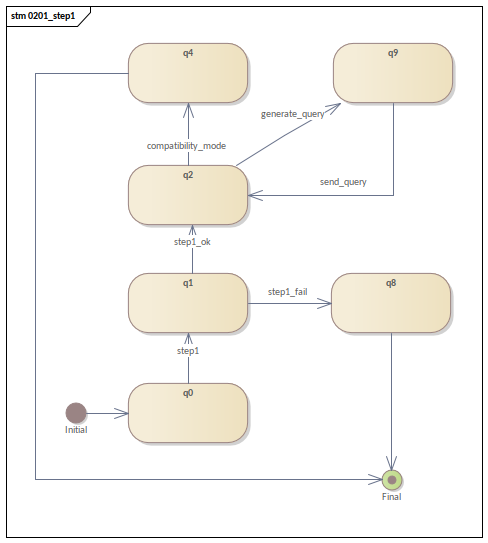 stm 0201_step1
q4
q9
generate_query
compatibility_mode
q2
send_query
step1_ok
q1
q8
step1_fail
step1
q0
Initial
Final